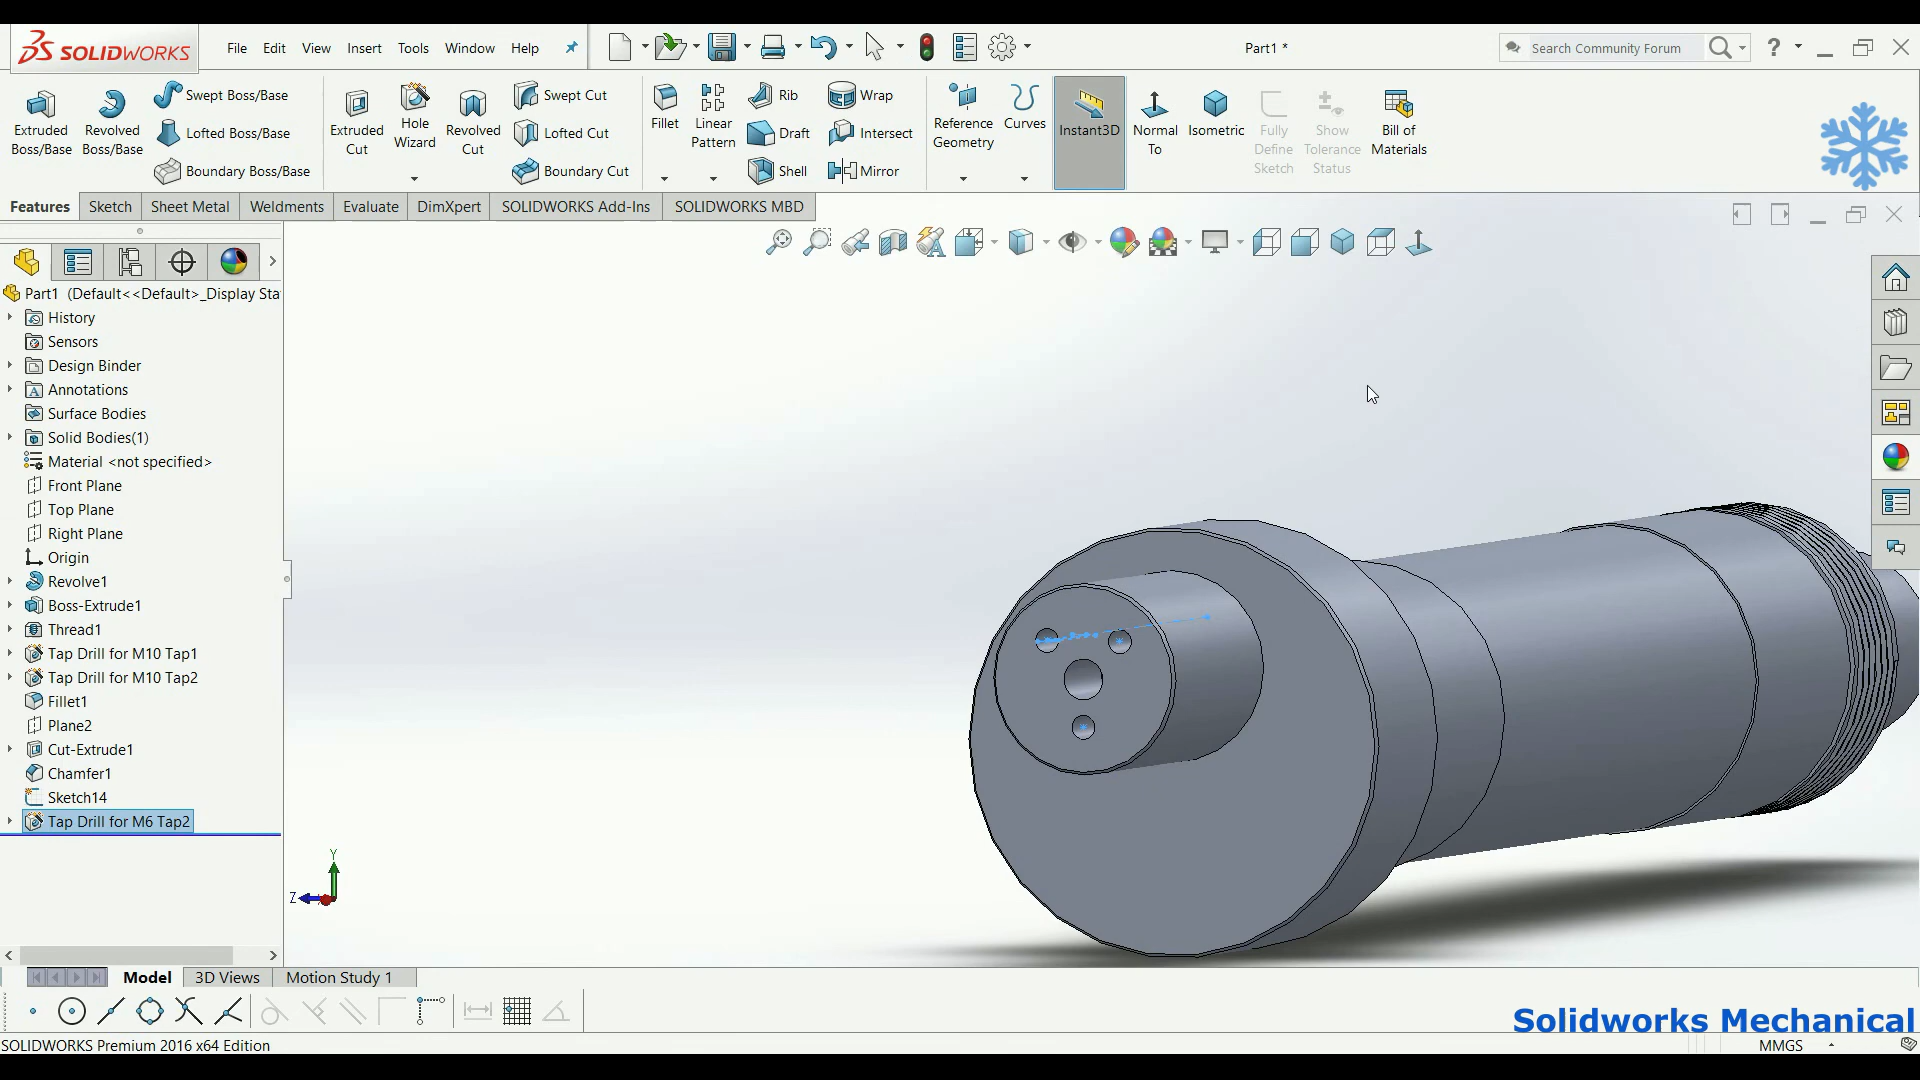 SOLIDWORKS
File Edit View Insert Tools Window Help
Part1 *
Search Community Forum
?
Extruded Boss/Base
Revolved Boss/Base
Swept Boss/Base
Lofted Boss/Base
Boundary Boss/Base
Extruded Cut
Hole Wizard
Revolved Cut
Swept Cut
Lofted Cut
Boundary Cut
Fillet
Linear Pattern
Rib
Draft
Shell
Wrap
Intersect
Mirror
Reference Geometry
Curves
Instant3D
Normal To
Isometric
Fully Define Sketch
Show Tolerance Status
Bill of Materials
Features Sketch Sheet Metal Weldments Evaluate DimXpert SOLIDWORKS Add-Ins SOLIDWORKS MBD
Part1 (Default<<Default>_Display Sta
History
Sensors
Design Binder
Annotations
Surface Bodies
Solid Bodies(1)
Material <not specified>
Front Plane
Top Plane
Right Plane
Origin
Revolve1
Boss-Extrude1
Thread1
Tap Drill for M10 Tap1
Tap Drill for M10 Tap2
Fillet1
Plane2
Cut-Extrude1
Chamfer1
Sketch14
Tap Drill for M6 Tap2
Y
Z
Model 3D Views Motion Study 1
Solidworks Mechanical
SOLIDWORKS Premium 2016 x64 Edition
MMGS